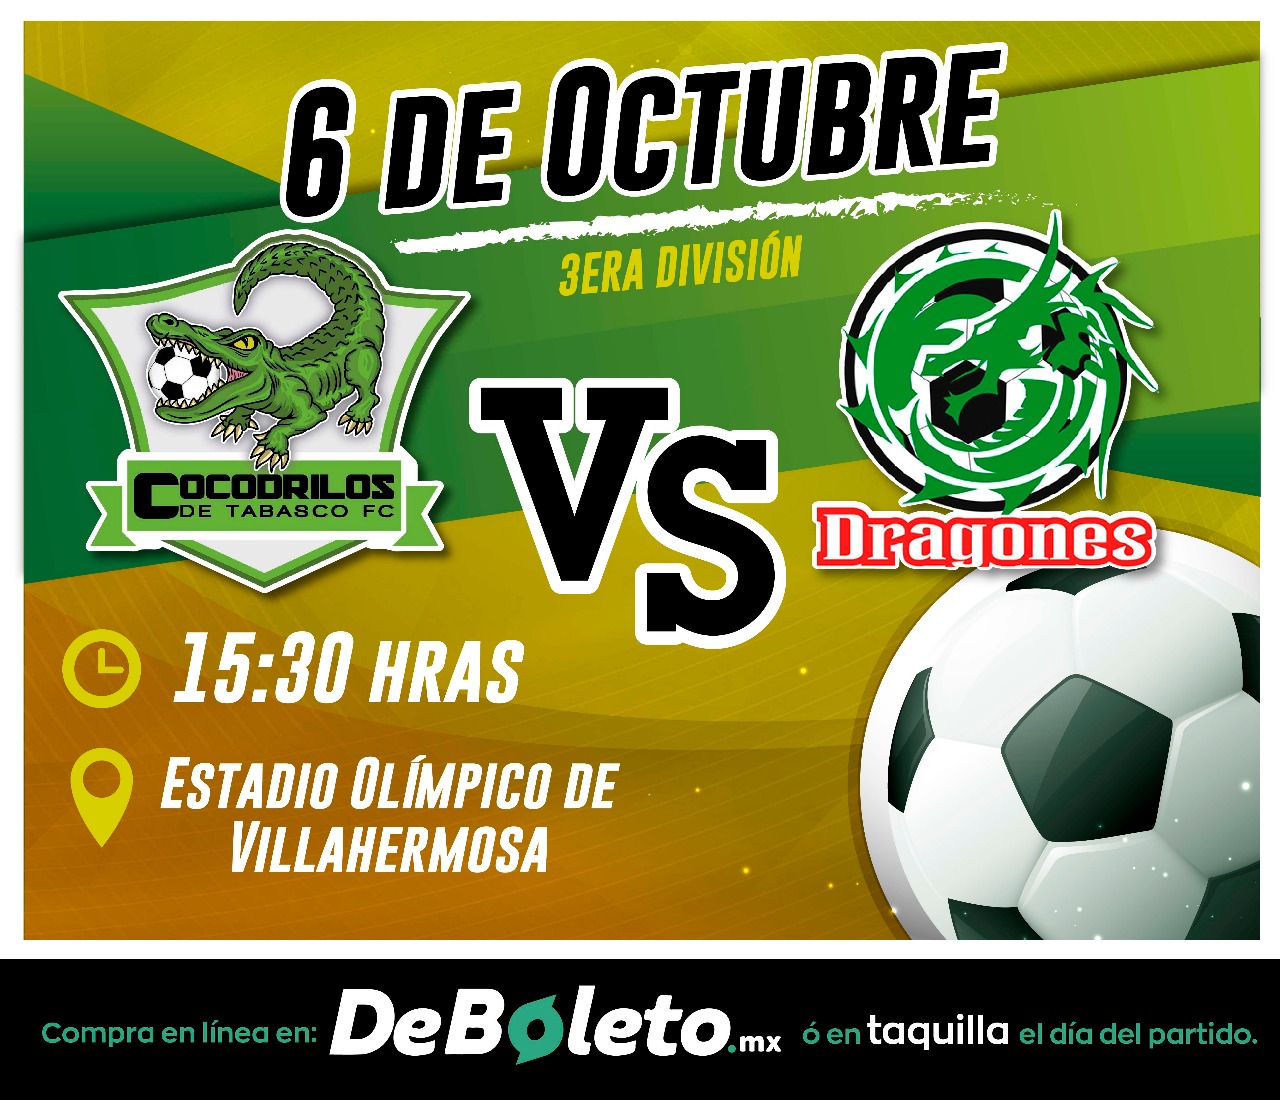 6 DE OCTUBRE
3ERA DIVISIÓN
COCODRILOS
DE TABASCO FC
VS
Dragones
15:30 HRAS
ESTADIO OLÍMPICO DE
VILLAHERMOSA
Compra en línea en: DeBoleto.mx ó en taquilla el día del partido.